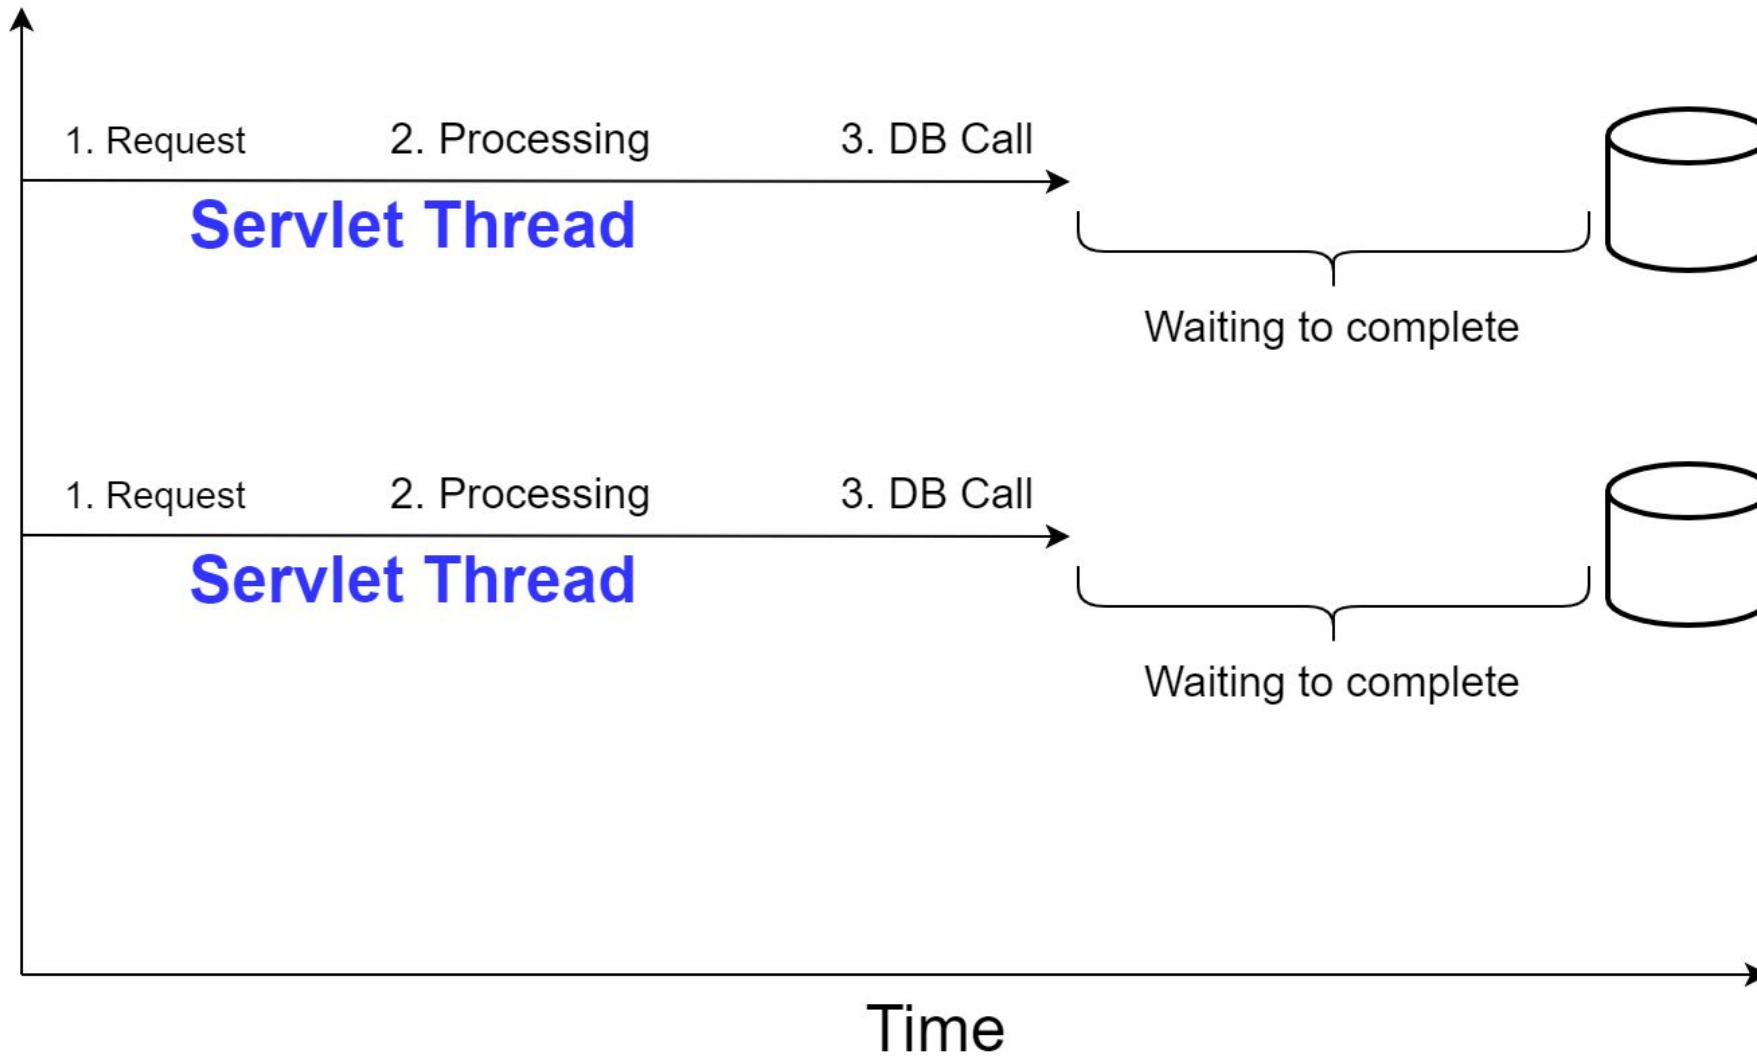 1. Request 2. Processing 3. DB Call
Servlet Thread
Waiting to complete
1. Request 2. Processing 3. DB Call
Servlet Thread
Waiting to complete
Time